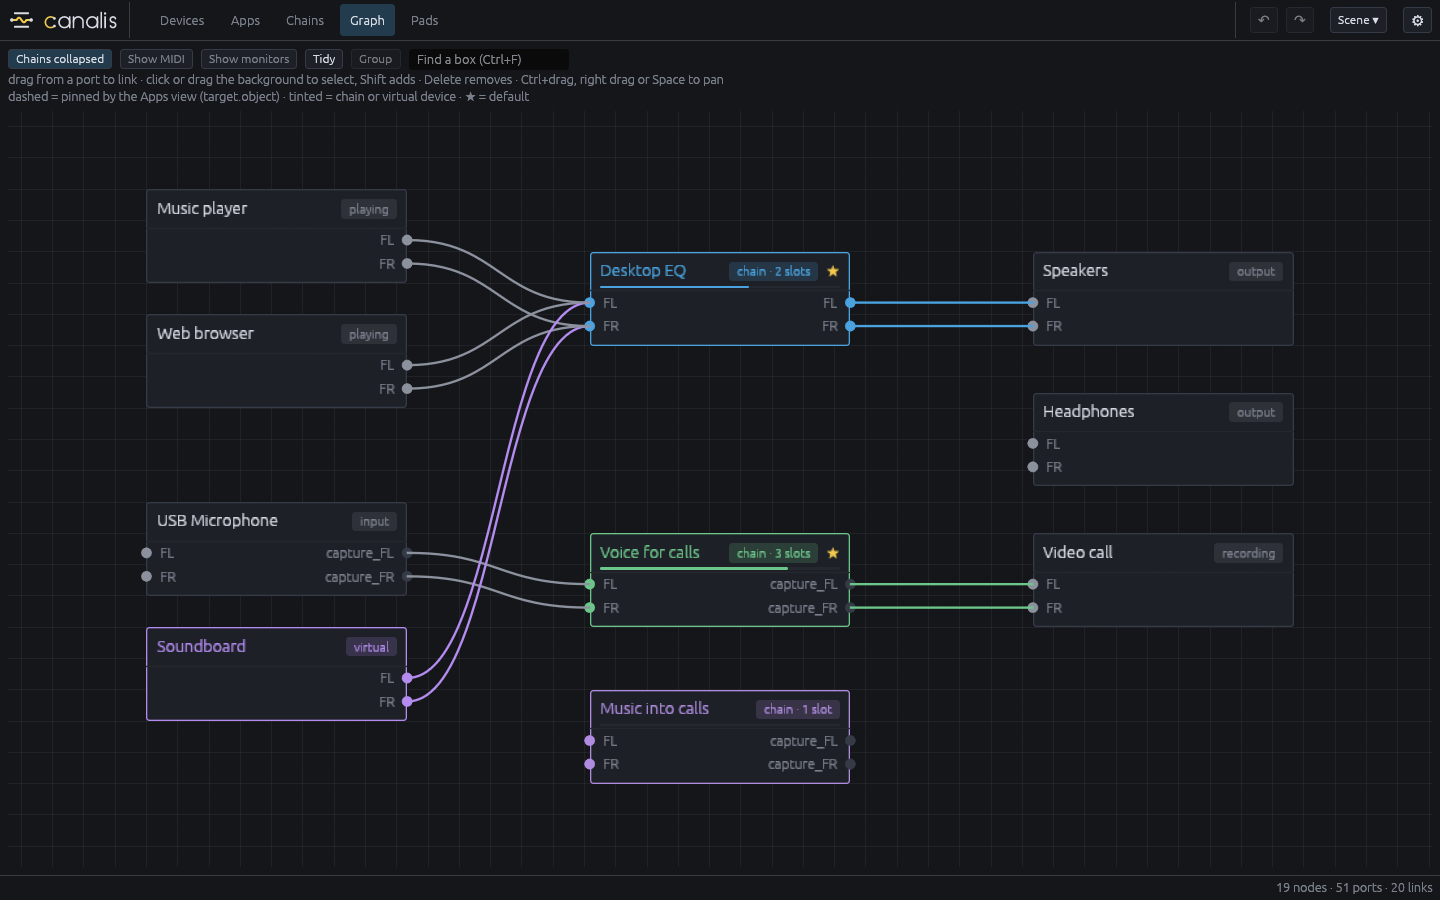 canalis Devices Apps Chains Graph Pads Scene ▾
Chains collapsed Show MIDI Show monitors Tidy Group Find a box (Ctrl+F)
drag from a port to link · click or drag the background to select, Shift adds · Delete removes · Ctrl+drag, right drag or Space to pan
dashed = pinned by the Apps view (target.object) · tinted = chain or virtual device · ★ = default
Music player playing
FL
FR
Web browser playing
FL
FR
USB Microphone input
FL capture_FL
FR capture_FR
Soundboard virtual
FL
FR
Desktop EQ chain · 2 slots ★
FL FL
FR FR
Voice for calls chain · 3 slots ★
FL capture_FL
FR capture_FR
Music into calls chain · 1 slot
FL capture_FL
FR capture_FR
Speakers output
FL
FR
Headphones output
FL
FR
Video call recording
FL
FR
19 nodes · 51 ports · 20 links